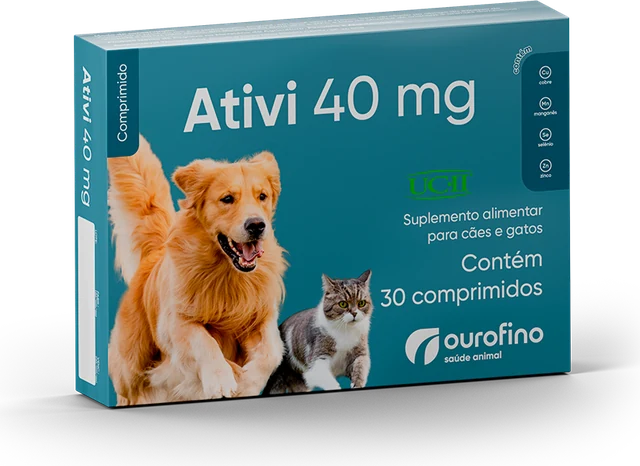 Comprimido
Ativi 40 mg
Ativi 40 mg
contém
Cu
cobre
Mn
manganês
Se
selênio
Zn
zinco
UC-II
Suplemento alimentar
para cães e gatos
Contém
30 comprimidos
ourofino
saúde animal